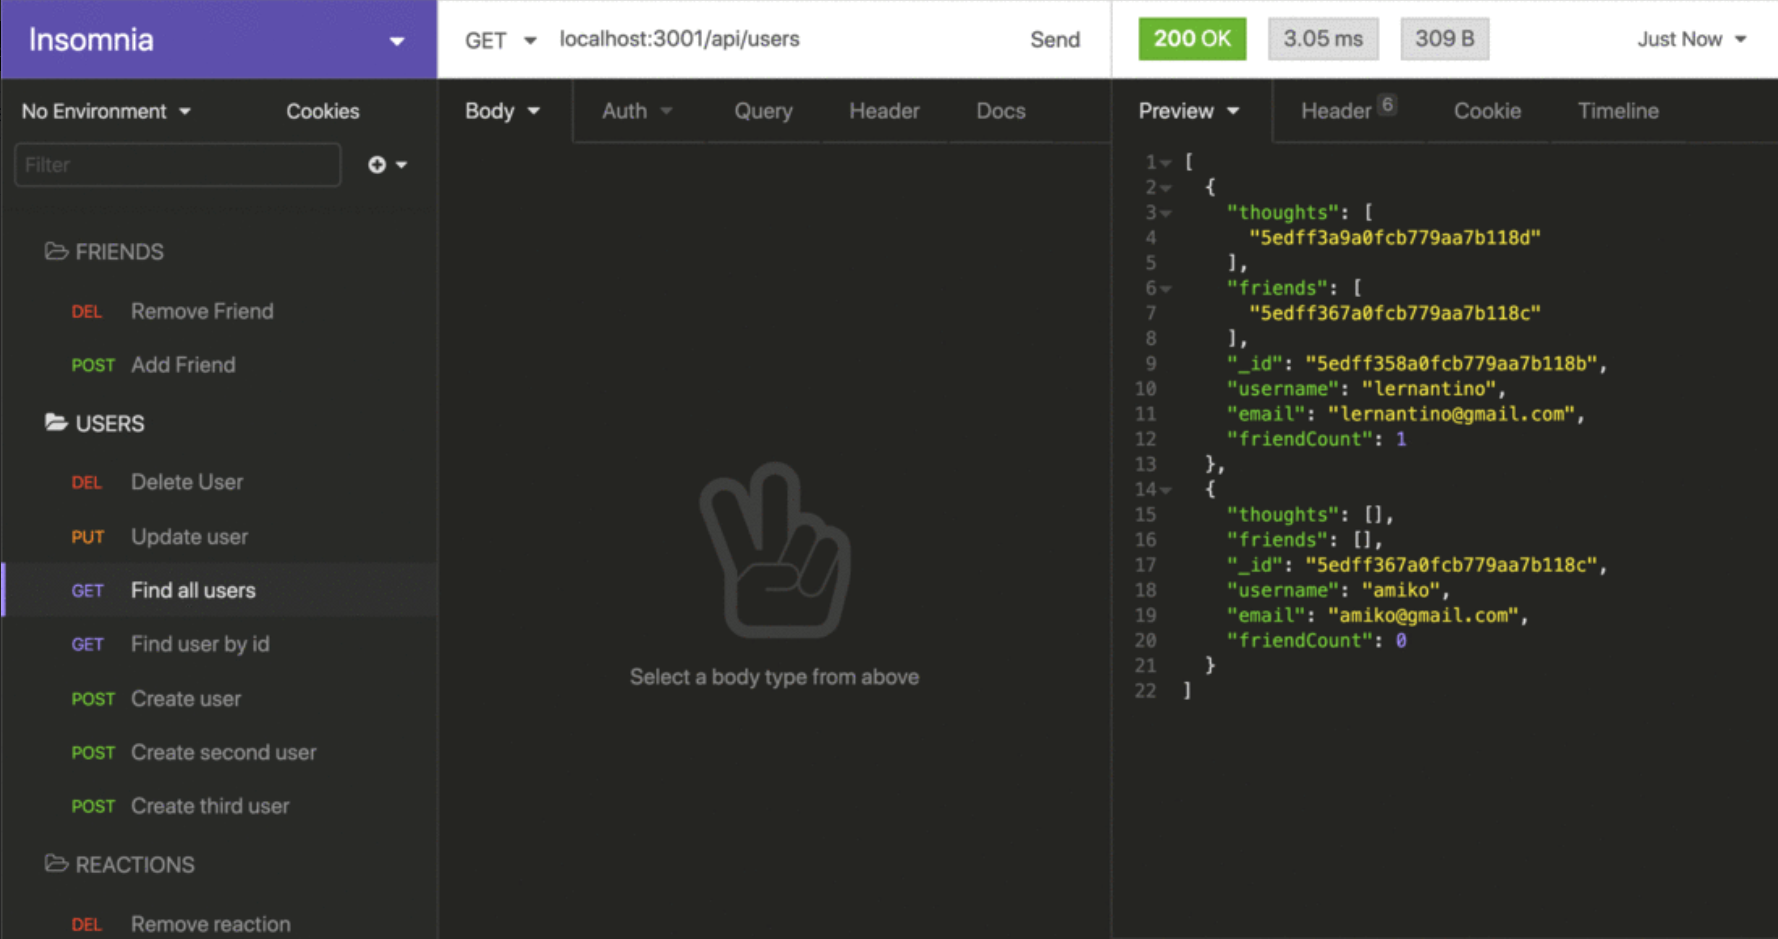 Insomnia
GET localhost:3001/api/users Send
200 OK 3.05 ms 309 B Just Now
No Environment Cookies
Filter
FRIENDS
DEL Remove Friend
POST Add Friend
USERS
DEL Delete User
PUT Update user
GET Find all users
GET Find user by id
POST Create user
POST Create second user
POST Create third user
REACTIONS
DEL Remove reaction
Body Auth Query Header Docs
Select a body type from above
Preview Header 6 Cookie Timeline
1 [
2 {
3 "thoughts": [
4 "5edff3a9a0fcb779aa7b118d"
5 ],
6 "friends": [
7 "5edff367a0fcb779aa7b118c"
8 ],
9 "_id": "5edff358a0fcb779aa7b118b",
10 "username": "lernantino",
11 "email": "lernantino@gmail.com",
12 "friendCount": 1
13 },
14 {
15 "thoughts": [],
16 "friends": [],
17 "_id": "5edff367a0fcb779aa7b118c",
18 "username": "amiko",
19 "email": "amiko@gmail.com",
20 "friendCount": 0
21 }
22 ]